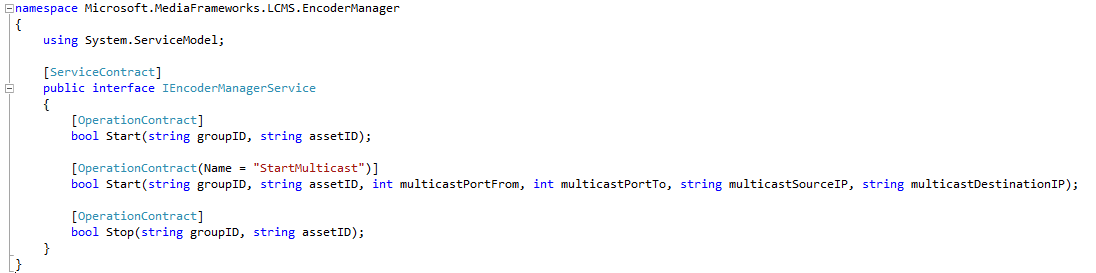 namespace Microsoft.MediaFrameworks.LCMS.EncoderManager
{
    using System.ServiceModel;

    [ServiceContract]
    public interface IEncoderManagerService
    {
        [OperationContract]
        bool Start(string groupID, string assetID);

        [OperationContract(Name = "StartMulticast")]
        bool Start(string groupID, string assetID, int multicastPortFrom, int multicastPortTo, string multicastSourceIP, string multicastDestinationIP);

        [OperationContract]
        bool Stop(string groupID, string assetID);
    }
}